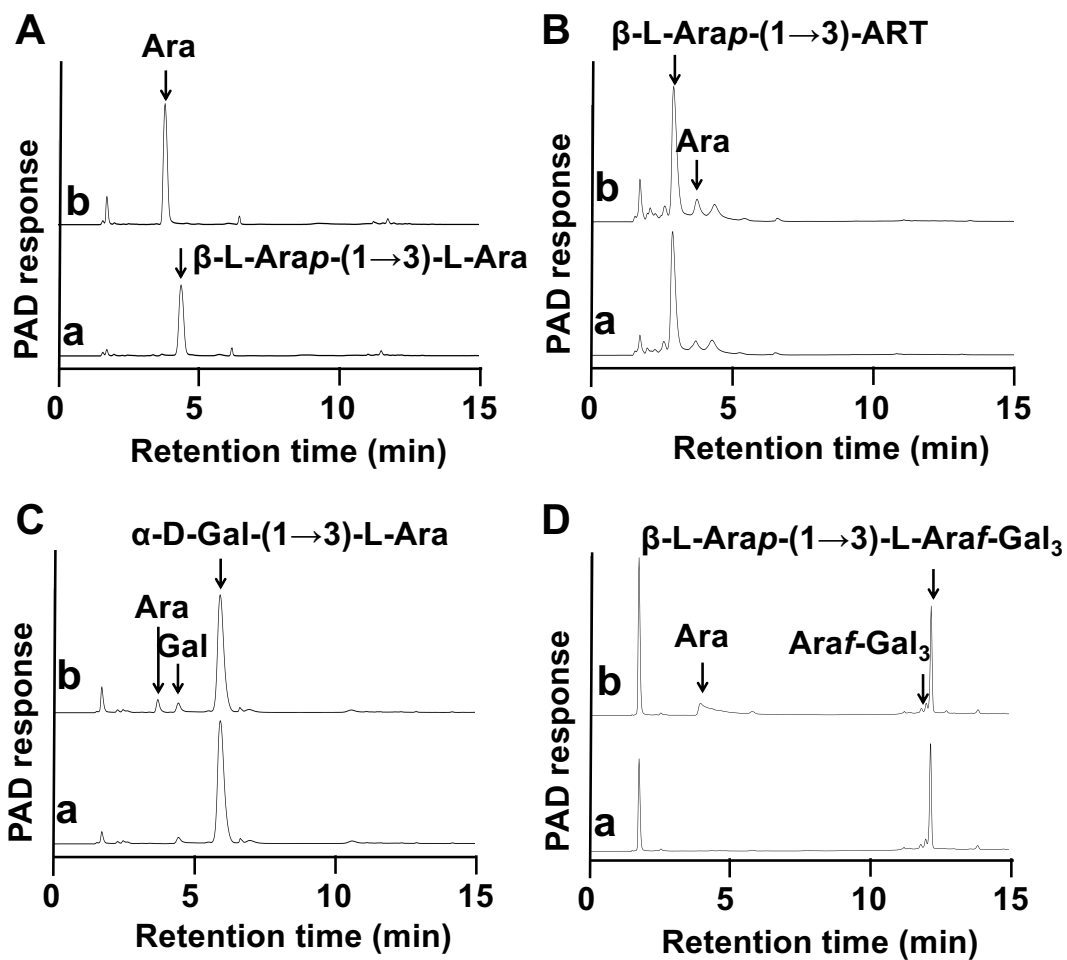 A
Ara
b
β-L-Arap-(1→3)-L-Ara
a
PAD response
0 5 10 15
Retention time (min)
B
β-L-Arap-(1→3)-ART
Ara
b
a
PAD response
0 5 10 15
Retention time (min)
C
α-D-Gal-(1→3)-L-Ara
Ara
Gal
b
a
PAD response
0 5 10 15
Retention time (min)
D
β-L-Arap-(1→3)-L-Araf-Gal₃
Ara
Araf-Gal₃
b
a
PAD response
0 5 10 15
Retention time (min)